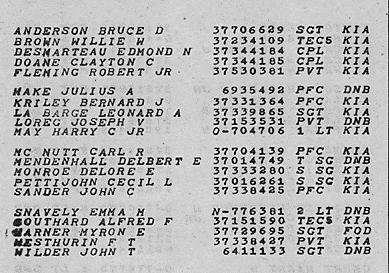 ANDERSON BRUCE D 37706629 SGT KIA
BROWN WILLIE W 37234109 TEC5 KIA
DESMARTEAU EDMOND N 37344184 CPL KIA
DOANE CLAYTON C 37344185 CPL KIA
FLEMING ROBERT JR 37530381 PVT KIA
MAKE JULIUS A 6935492 PFC DNB
KRILEY BERNARD J 37331364 PFC KIA
LA BARGE LEONARD A 37339865 SGT KIA
LOREG JOSEPH V 37153531 PVT DNB
MAY HARRY C JR O-704706 1 LT KIA
MC NUTT CARL J 37704139 PFC KIA
MENDENHALL DELBERT E 37014749 T SG DNB
MONROE DELORE E 37333280 S SG KIA
PETTIJOHN CECIL L 37016261 S SG KIA
SANDER JOHN C 37338425 PFC KIA
SNAVELY EMMA M N-776381 2 LT DNB
SOUTHARD ALFRED F 37151590 TEC5 KIA
WARNER MYRON E 37729695 SGT FOD
WESTHURIN F T 37338427 PVT KIA
WILDER JOHN T 6411133 SGT DNB